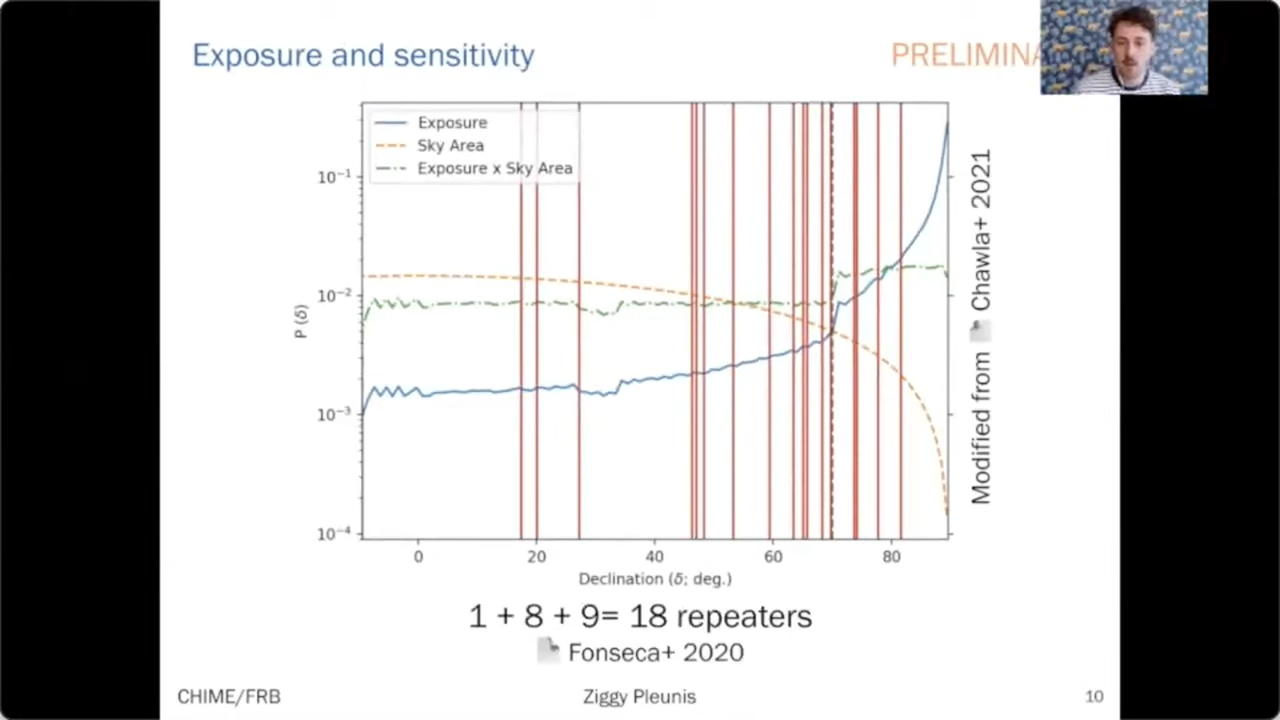 Exposure and sensitivity
PRELIMINA
Exposure
Sky Area
Exposure x Sky Area
10⁻¹
10⁻²
10⁻³
10⁻⁴
P (δ)
0 20 40 60 80
Declination (δ; deg.)
Modified from Chawla+ 2021
1 + 8 + 9= 18 repeaters
Fonseca+ 2020
CHIME/FRB
Ziggy Pleunis
10